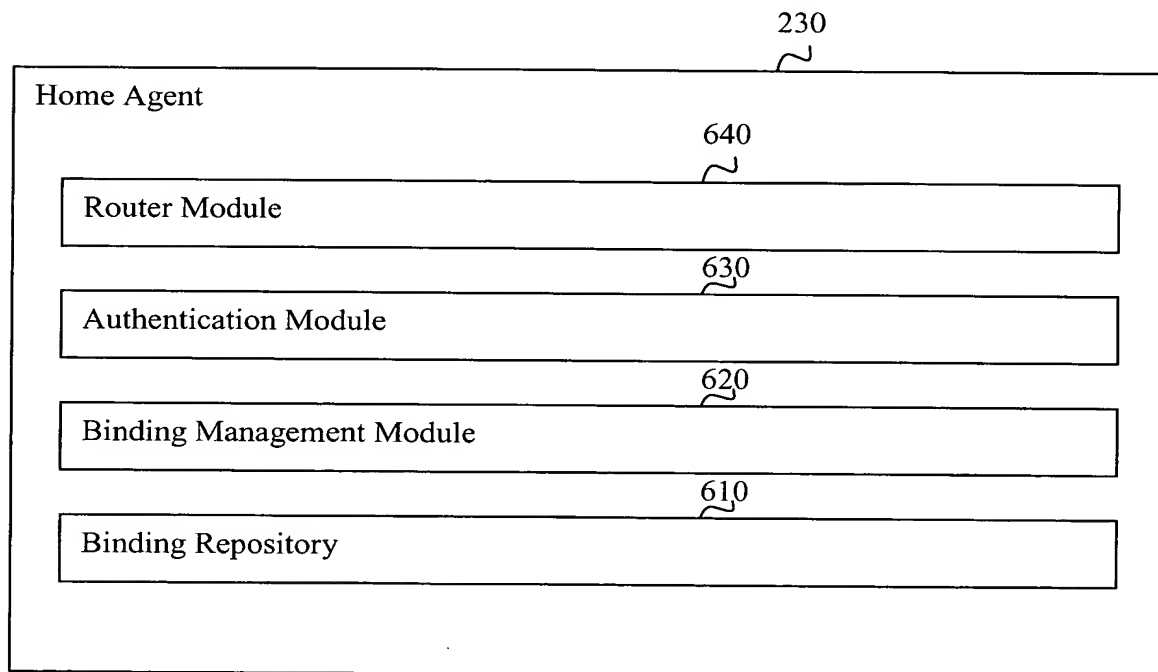 230
Home Agent
640
Router Module
630
Authentication Module
620
Binding Management Module
610
Binding Repository